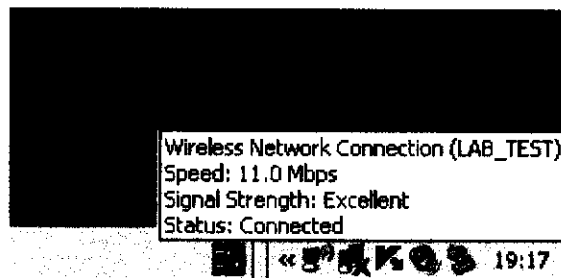 Wireless Network Connection (LAB_TEST)
Speed: 11.0 Mbps
Signal Strength: Excellent
Status: Connected
« 19:17